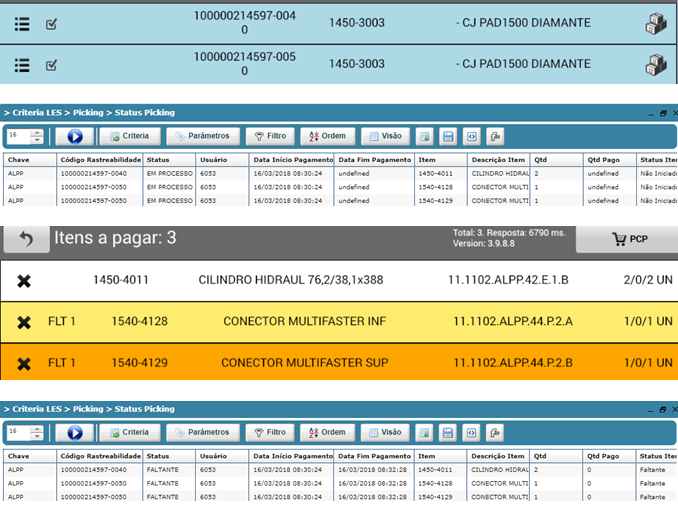 100000214597-004
0 1450-3003 - CJ PAD1500 DIAMANTE
100000214597-005
0 1450-3003 - CJ PAD1500 DIAMANTE
> Criteria LES > Picking > Status Picking
16 Criteria Parámetros Filtro Ordem Visão
Chave Código Rastreabilidade Status Usuário Data Início Pagamento Data Fim Pagamento Item Descrição Item Qtd Qtd Pago Status Iter
ALPP 100000214597-0040 EM PROCESSO 6053 16/03/2018 08:30:24 undefined 1450-4011 CILINDRO HIDRAL 2 undefined Não Iniciado
ALPP 100000214597-0050 EM PROCESSO 6053 16/03/2018 08:30:24 undefined 1540-4128 CONECTOR MULTI 1 undefined Não Iniciado
ALPP 100000214597-0050 EM PROCESSO 6053 16/03/2018 08:30:24 undefined 1540-4129 CONECTOR MULTI 1 undefined Não Iniciado
Itens a pagar: 3 Total: 3. Resposta: 6790 ms.
Version: 3.9.8.8 PCP
1450-4011 CILINDRO HIDRAUL 76,2/38,1x388 11.1102.ALPP.42.E.1.B 2/0/2 UN
FLT 1 1540-4128 CONECTOR MULTIFASTER INF 11.1102.ALPP.44.P.2.A 1/0/1 UN
FLT 1 1540-4129 CONECTOR MULTIFASTER SUP 11.1102.ALPP.44.P.2.B 1/0/1 UN
> Criteria LES > Picking > Status Picking
16 Criteria Parámetros Filtro Ordem Visão
Chave Código Rastreabilidade Status Usuário Data Início Pagamento Data Fim Pagamento Item Descrição Item Qtd Qtd Pago Status Iter
ALPP 100000214597-0040 FALTANTE 6053 16/03/2018 08:30:24 16/03/2018 08:32:28 1450-4011 CILINDRO HIDRAL 2 0 Faltante
ALPP 100000214597-0050 FALTANTE 6053 16/03/2018 08:30:24 16/03/2018 08:32:28 1540-4128 CONECTOR MULTI 1 0 Faltante
ALPP 100000214597-0050 FALTANTE 6053 16/03/2018 08:30:24 16/03/2018 08:32:28 1540-4129 CONECTOR MULTI 1 0 Faltante